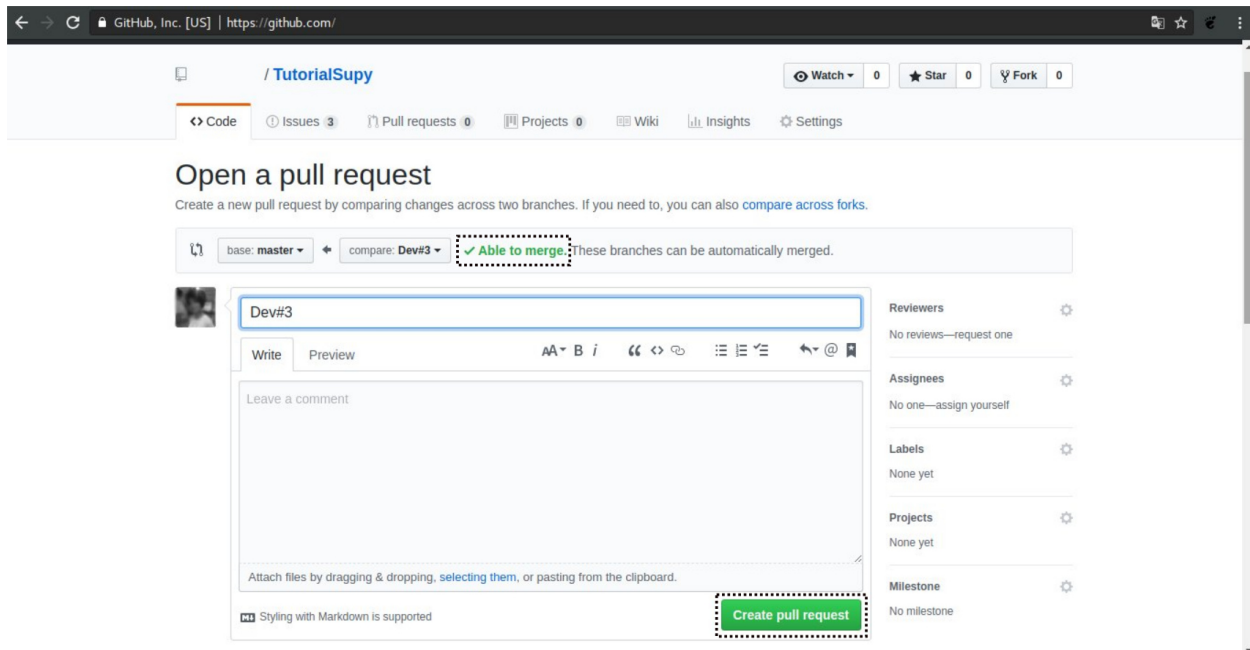 GitHub, Inc. [US] | https://github.com/
/ TutorialSupy
Watch 0 Star 0 Fork 0
Code Issues 3 Pull requests 0 Projects 0 Wiki Insights Settings
Open a pull request
Create a new pull request by comparing changes across two branches. If you need to, you can also compare across forks.
base: master compare: Dev#3 Able to merge. These branches can be automatically merged.
Dev#3
Write Preview AA B i @
Leave a comment
Attach files by dragging & dropping, selecting them, or pasting from the clipboard.
Styling with Markdown is supported
Create pull request
Reviewers
No reviews—request one
Assignees
No one—assign yourself
Labels
None yet
Projects
None yet
Milestone
No milestone